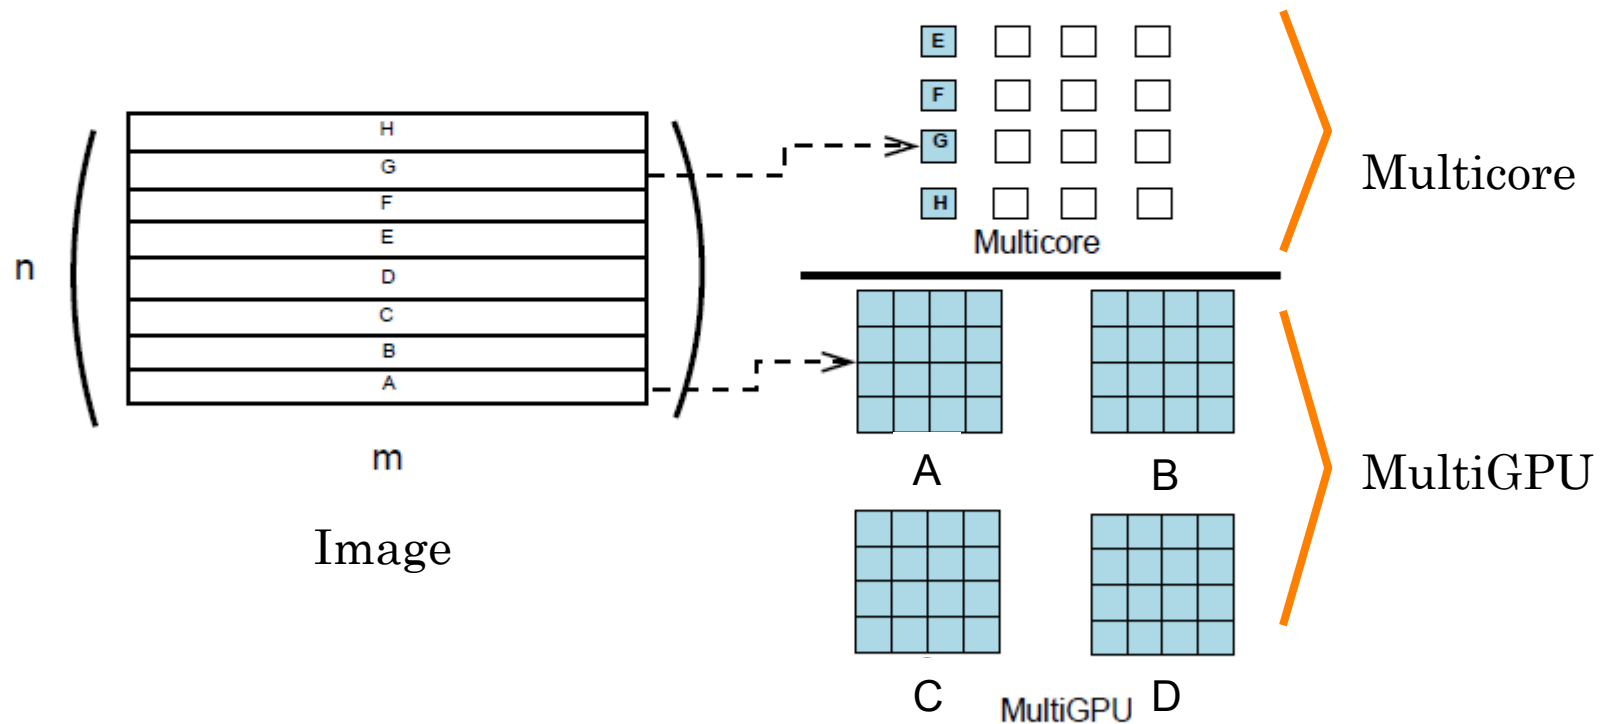 n
H
G
F
E
D
C
B
A
m
Image
E
F
G
H
Multicore
Multicore
A
B
C
D
MultiGPU
MultiGPU